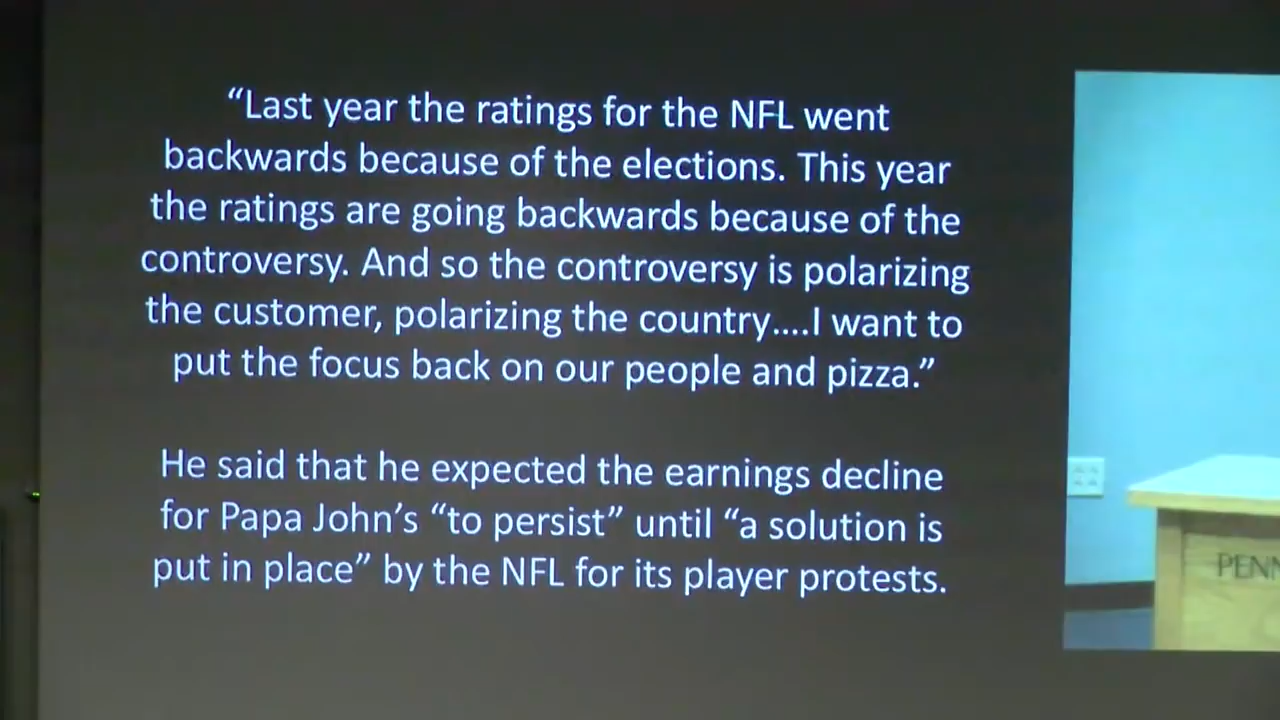 “Last year the ratings for the NFL went
backwards because of the elections. This year
the ratings are going backwards because of the
controversy. And so the controversy is polarizing
the customer, polarizing the country....I want to
put the focus back on our people and pizza.”
He said that he expected the earnings decline
for Papa John’s “to persist” until “a solution is
put in place” by the NFL for its player protests.
PENN